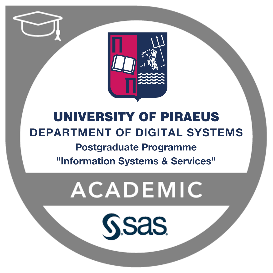 UNIVERSITY OF PIRAEUS
DEPARTMENT OF DIGITAL SYSTEMS
Postgraduate Programme
"Information Systems & Services"
ACADEMIC
sas